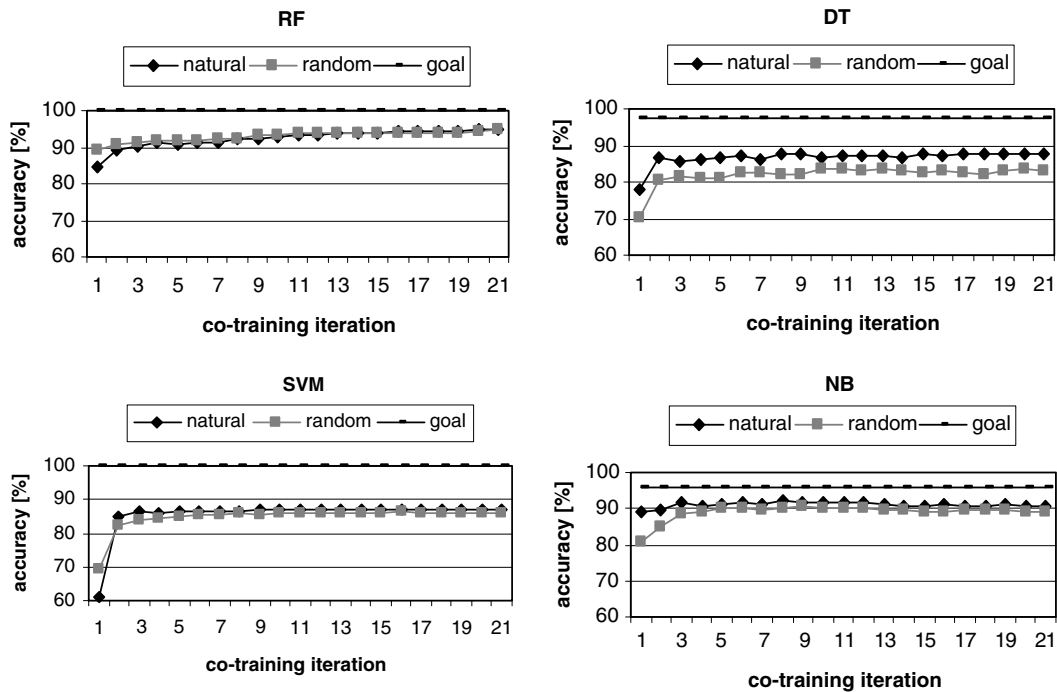 RF
natural random goal
100
90
80
70
60
accuracy [%]
1 3 5 7 9 11 13 15 17 19 21
co-training iteration
DT
natural random goal
100
90
80
70
60
accuracy [%]
1 3 5 7 9 11 13 15 17 19 21
co-training iteration
SVM
natural random goal
100
90
80
70
60
accuracy [%]
1 3 5 7 9 11 13 15 17 19 21
co-training iteration
NB
natural random goal
100
90
80
70
60
accuracy [%]
1 3 5 7 9 11 13 15 17 19 21
co-training iteration